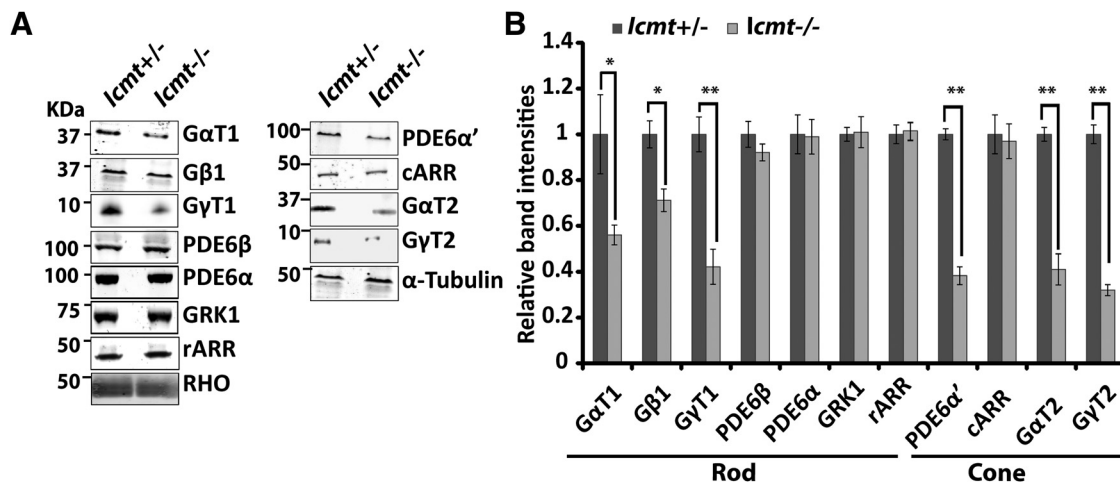 A
Icmt+/-
Icmt-/-
KDa
37 GαT1
37 Gβ1
10 GγT1
100 PDE6β
100 PDE6α
75 GRK1
50 rARR
50 RHO
Icmt+/-
Icmt-/-
100 PDE6α’
50 cARR
37 GαT2
10 GγT2
50 α-Tubulin
B
Icmt+/- Icmt-/-
Relative band intensities
1.4
1.2
1
0.8
0.6
0.4
0.2
0
* * ** ** ** **
GαT1 Gβ1 GγT1 PDE6β PDE6α GRK1 rARR PDE6α’ cARR GαT2 GγT2
Rod Cone